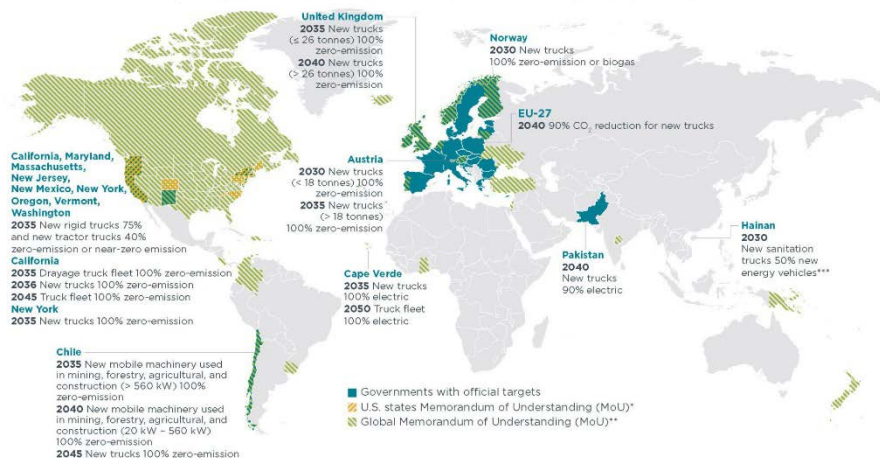 United Kingdom
2035 New trucks
(≤ 26 tonnes) 100%
zero-emission
2040 New trucks
(> 26 tonnes) 100%
zero-emission
Norway
2030 New trucks
100% zero-emission or biogas
EU-27
2040 90% CO₂ reduction for new trucks
California, Maryland,
Massachusetts,
New Jersey,
New Mexico, New York,
Oregon, Vermont,
Washington
2035 New rigid trucks 75%
and new tractor trucks 40%
zero-emission or near-zero emission
California
2035 Drayage truck fleet 100% zero-emission
2036 New trucks 100% zero-emission
2045 Truck fleet 100% zero-emission
New York
2035 New trucks 100% zero-emission
Austria
2030 New trucks
(< 18 tonnes) 100%
zero-emission
2035 New trucks
(> 18 tonnes)
100% zero-emission
Cape Verde
2035 New trucks
100% electric
2050 Truck fleet
100% electric
Pakistan
2040
New trucks
90% electric
Hainan
2030
New sanitation
trucks 50% new
energy vehicles***
Chile
2035 New mobile machinery used
in mining, forestry, agricultural, and
construction (> 560 kW) 100%
zero-emission
2040 New mobile machinery used
in mining, forestry, agricultural, and
construction (20 kW – 560 kW)
100% zero-emission
2045 New trucks 100% zero-emission
Governments with official targets
U.S. states Memorandum of Understanding (MoU)*
Global Memorandum of Understanding (MoU)**